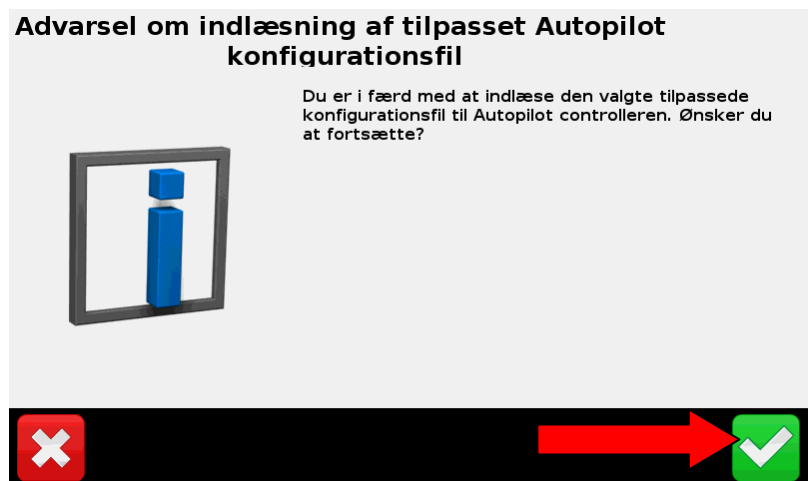 Advarsel om indlæsning af tilpasset Autopilot
konfigurationsfil
Du er i færd med at indlæse den valgte tilpassede
konfigurationsfil til Autopilot controlleren. Ønsker du
at fortsætte?